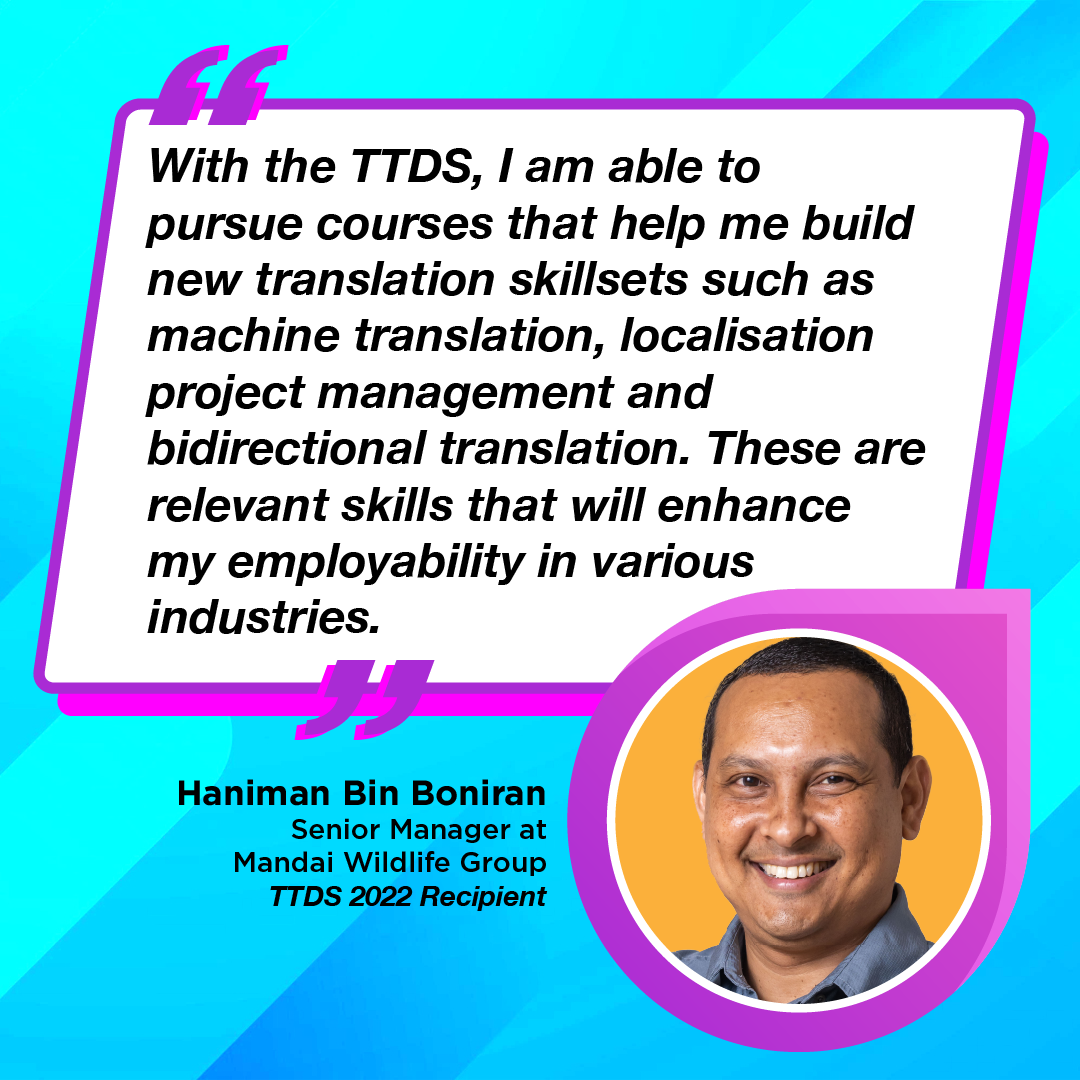 “
With the TTDS, I am able to
pursue courses that help me build
new translation skillsets such as
machine translation, localisation
project management and
bidirectional translation. These are
relevant skills that will enhance
my employability in various
industries.
”
Haniman Bin Boniran
Senior Manager at
Mandai Wildlife Group
TTDS 2022 Recipient